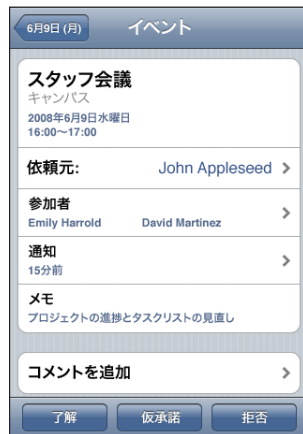 6月9日 (月)
イベント
スタッフ会議
キャンパス
2008年6月9日水曜日
16:00～17:00
依頼元: John Appleseed
参加者
Emily Harrold David Martinez
通知
15分前
メモ
プロジェクトの進捗とタスクリストの見直し
コメントを追加
了解 仮承諾 拒否